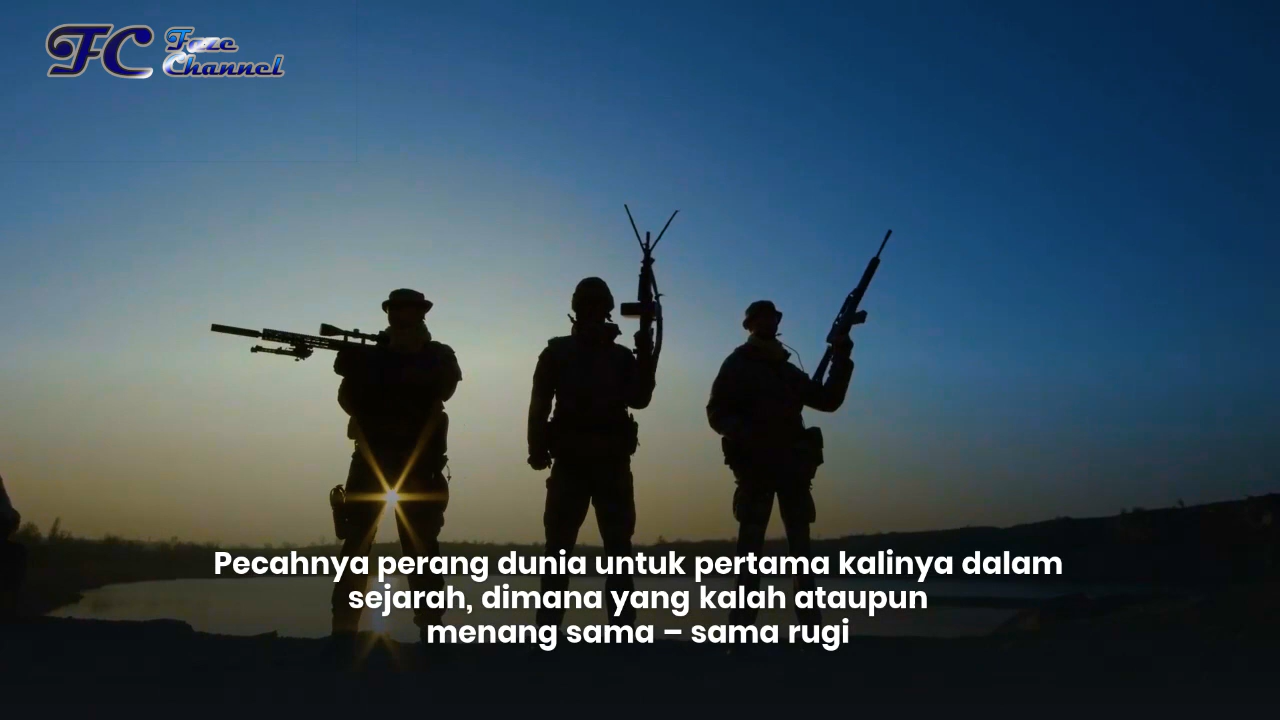 FC Faze
Channel
Pecahnya perang dunia untuk pertama kalinya dalam
sejarah, dimana yang kalah ataupun
menang sama – sama rugi